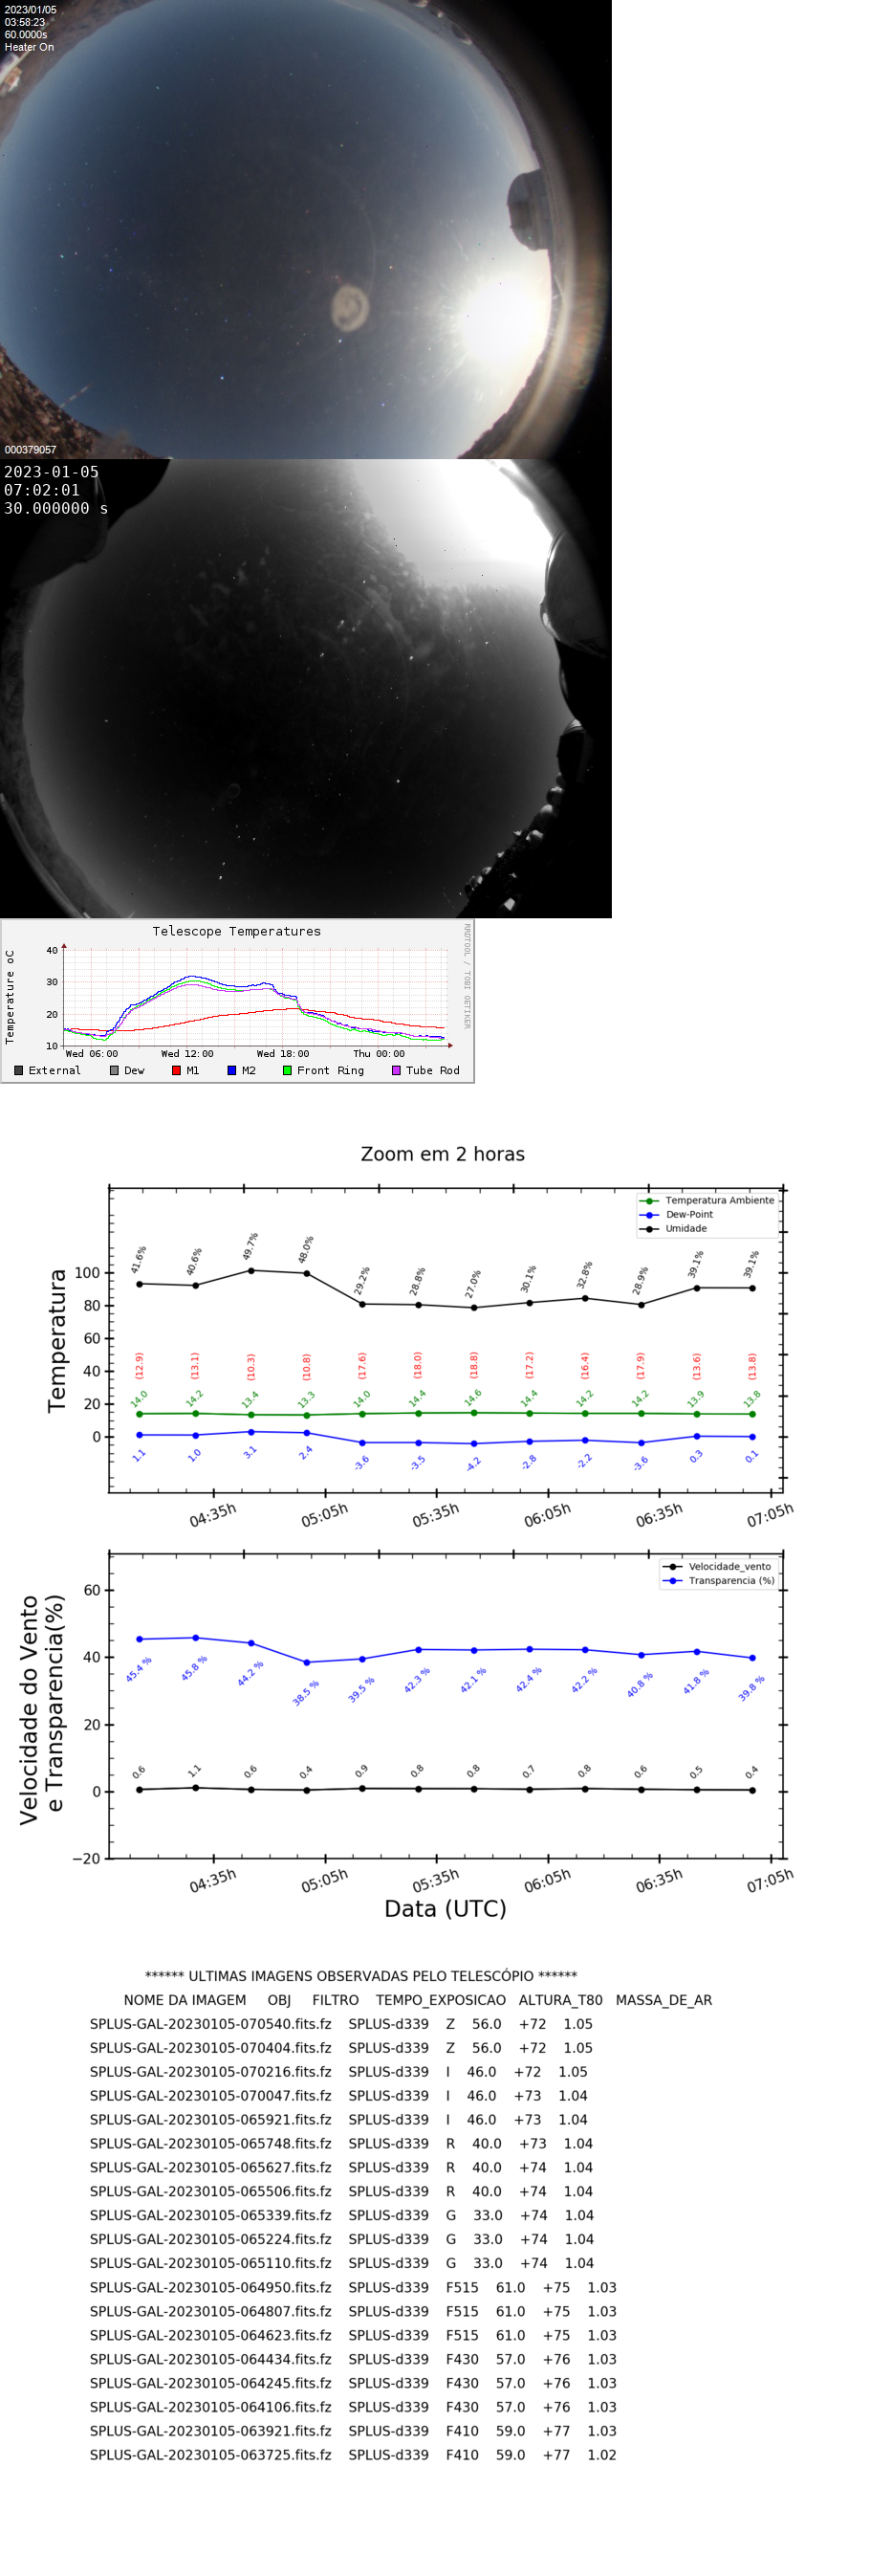 2023/01/05
03:58:23
60.0000s
Heater On
000379057
2023-01-05
07:02:01
30.000000 s
Telescope Temperatures
RRDTOOL / TOBI OETIKER
Temperature oC
40
30
20
10
Wed 06:00 Wed 12:00 Wed 18:00 Thu 00:00
External Dew M1 M2 Front Ring Tube Rod
Zoom em 2 horas
Temperatura Ambiente
Dew-Point
Umidade
Temperatura
100
80
60
40
20
0
41.6% 40.6% 49.7% 48.0% 29.2% 28.8% 27.0% 30.1% 32.8% 28.9% 39.1% 39.1%
(12.9) (13.1) (10.3) (10.8) (17.6) (18.0) (18.8) (17.2) (16.4) (17.9) (13.6) (13.8)
14.0 14.2 13.4 13.3 14.0 14.4 14.6 14.4 14.2 14.2 13.9 13.8
1.1 1.0 3.1 2.4 -3.6 -3.5 -4.2 -2.8 -2.2 -3.6 0.3 0.1
04:35h 05:05h 05:35h 06:05h 06:35h 07:05h
Velocidade_vento
Transparencia (%)
Velocidade do Vento
e Transparencia(%)
60
40
20
0
−20
45.4 % 45.8 % 44.2 % 38.5 % 39.5 % 42.3 % 42.1 % 42.4 % 42.2 % 40.8 % 41.8 % 39.8 %
0.6 1.1 0.6 0.4 0.9 0.8 0.8 0.7 0.8 0.6 0.5 0.4
04:35h 05:05h 05:35h 06:05h 06:35h 07:05h
Data (UTC)
****** ULTIMAS IMAGENS OBSERVADAS PELO TELESCÓPIO ******
NOME DA IMAGEM OBJ FILTRO TEMPO_EXPOSICAO ALTURA_T80 MASSA_DE_AR
SPLUS-GAL-20230105-070540.fits.fz SPLUS-d339 Z 56.0 +72 1.05
SPLUS-GAL-20230105-070404.fits.fz SPLUS-d339 Z 56.0 +72 1.05
SPLUS-GAL-20230105-070216.fits.fz SPLUS-d339 I 46.0 +72 1.05
SPLUS-GAL-20230105-070047.fits.fz SPLUS-d339 I 46.0 +73 1.04
SPLUS-GAL-20230105-065921.fits.fz SPLUS-d339 I 46.0 +73 1.04
SPLUS-GAL-20230105-065748.fits.fz SPLUS-d339 R 40.0 +73 1.04
SPLUS-GAL-20230105-065627.fits.fz SPLUS-d339 R 40.0 +74 1.04
SPLUS-GAL-20230105-065506.fits.fz SPLUS-d339 R 40.0 +74 1.04
SPLUS-GAL-20230105-065339.fits.fz SPLUS-d339 G 33.0 +74 1.04
SPLUS-GAL-20230105-065224.fits.fz SPLUS-d339 G 33.0 +74 1.04
SPLUS-GAL-20230105-065110.fits.fz SPLUS-d339 G 33.0 +74 1.04
SPLUS-GAL-20230105-064950.fits.fz SPLUS-d339 F515 61.0 +75 1.03
SPLUS-GAL-20230105-064807.fits.fz SPLUS-d339 F515 61.0 +75 1.03
SPLUS-GAL-20230105-064623.fits.fz SPLUS-d339 F515 61.0 +75 1.03
SPLUS-GAL-20230105-064434.fits.fz SPLUS-d339 F430 57.0 +76 1.03
SPLUS-GAL-20230105-064245.fits.fz SPLUS-d339 F430 57.0 +76 1.03
SPLUS-GAL-20230105-064106.fits.fz SPLUS-d339 F430 57.0 +76 1.03
SPLUS-GAL-20230105-063921.fits.fz SPLUS-d339 F410 59.0 +77 1.03
SPLUS-GAL-20230105-063725.fits.fz SPLUS-d339 F410 59.0 +77 1.02